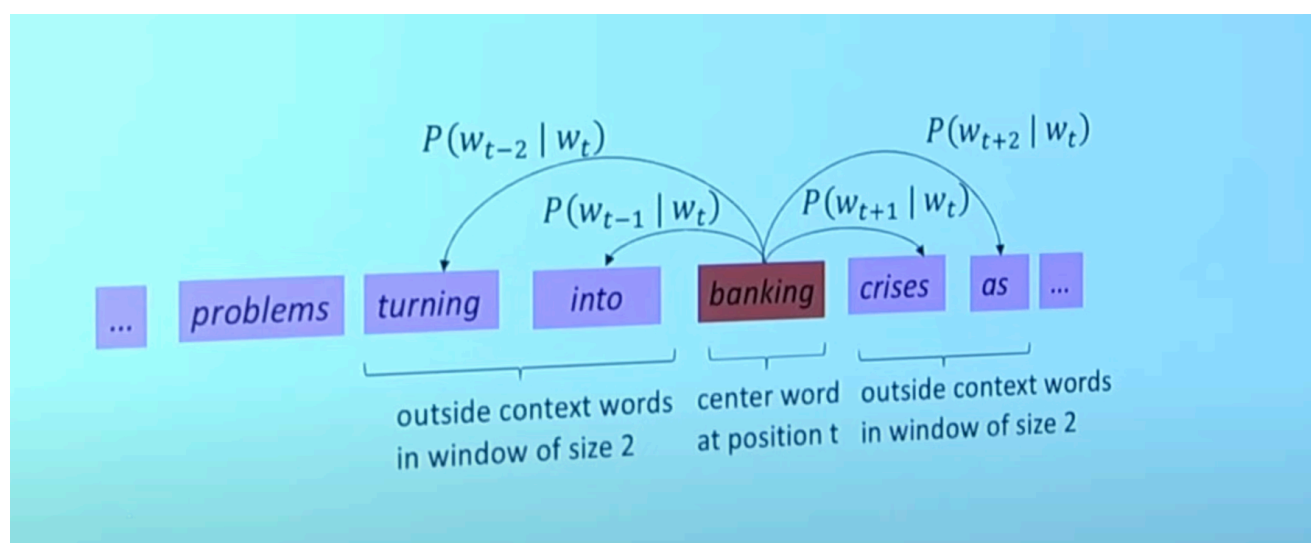 P(w_{t-2} | w_t)
P(w_{t+2} | w_t)
P(w_{t-1} | w_t)
P(w_{t+1} | w_t)
... problems turning into banking crises as ...
outside context words
in window of size 2
center word
at position t
outside context words
in window of size 2